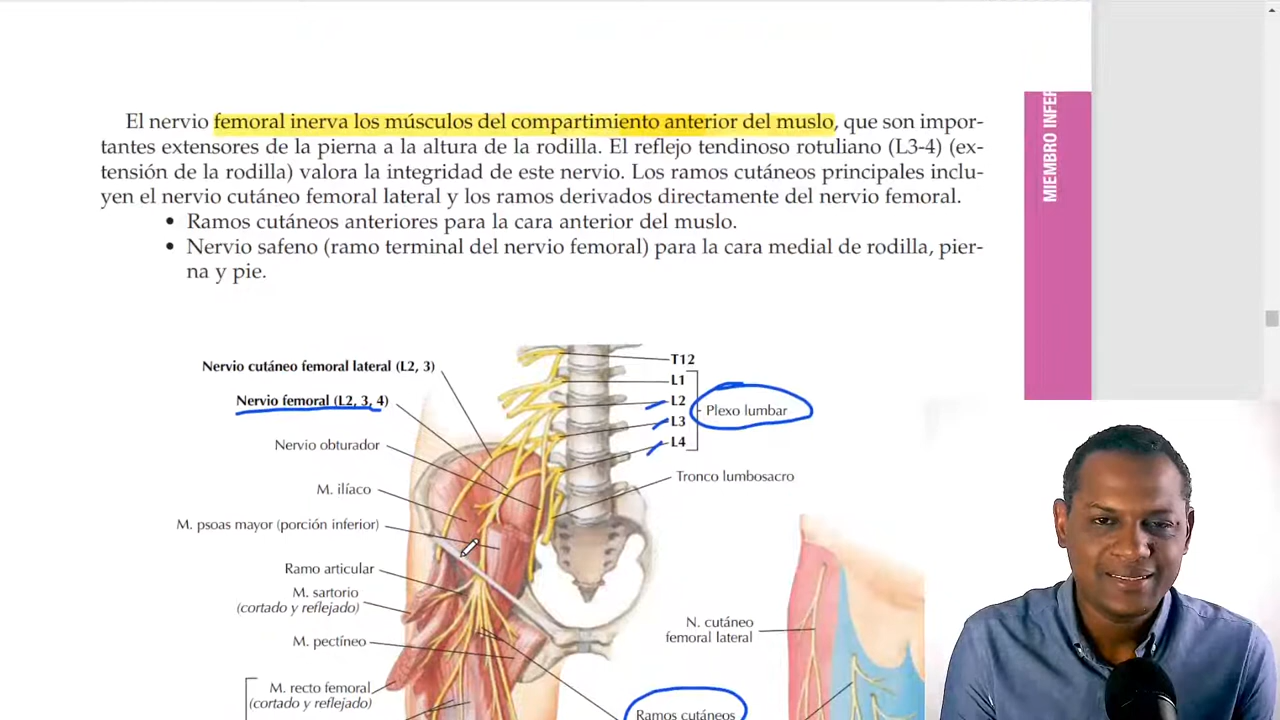 El nervio femoral inerva los músculos del compartimiento anterior del muslo, que son impor-
tantes extensores de la pierna a la altura de la rodilla. El reflejo tendinoso rotuliano (L3-4) (ex-
tensión de la rodilla) valora la integridad de este nervio. Los ramos cutáneos principales inclu-
yen el nervio cutáneo femoral lateral y los ramos derivados directamente del nervio femoral.
• Ramos cutáneos anteriores para la cara anterior del muslo.
• Nervio safeno (ramo terminal del nervio femoral) para la cara medial de rodilla, pier-
na y pie.
MIEMBRO INFER
Nervio cutáneo femoral lateral (L2, 3)
Nervio femoral (L2, 3, 4)
Nervio obturador
M. ilíaco
M. psoas mayor (porción inferior)
Ramo articular
M. sartorio
(cortado y reflejado)
M. pectíneo
M. recto femoral
(cortado y reflejado)
T12
L1
L2
L3
L4
Plexo lumbar
Tronco lumbosacro
N. cutáneo
femoral lateral
Ramos cutáneos